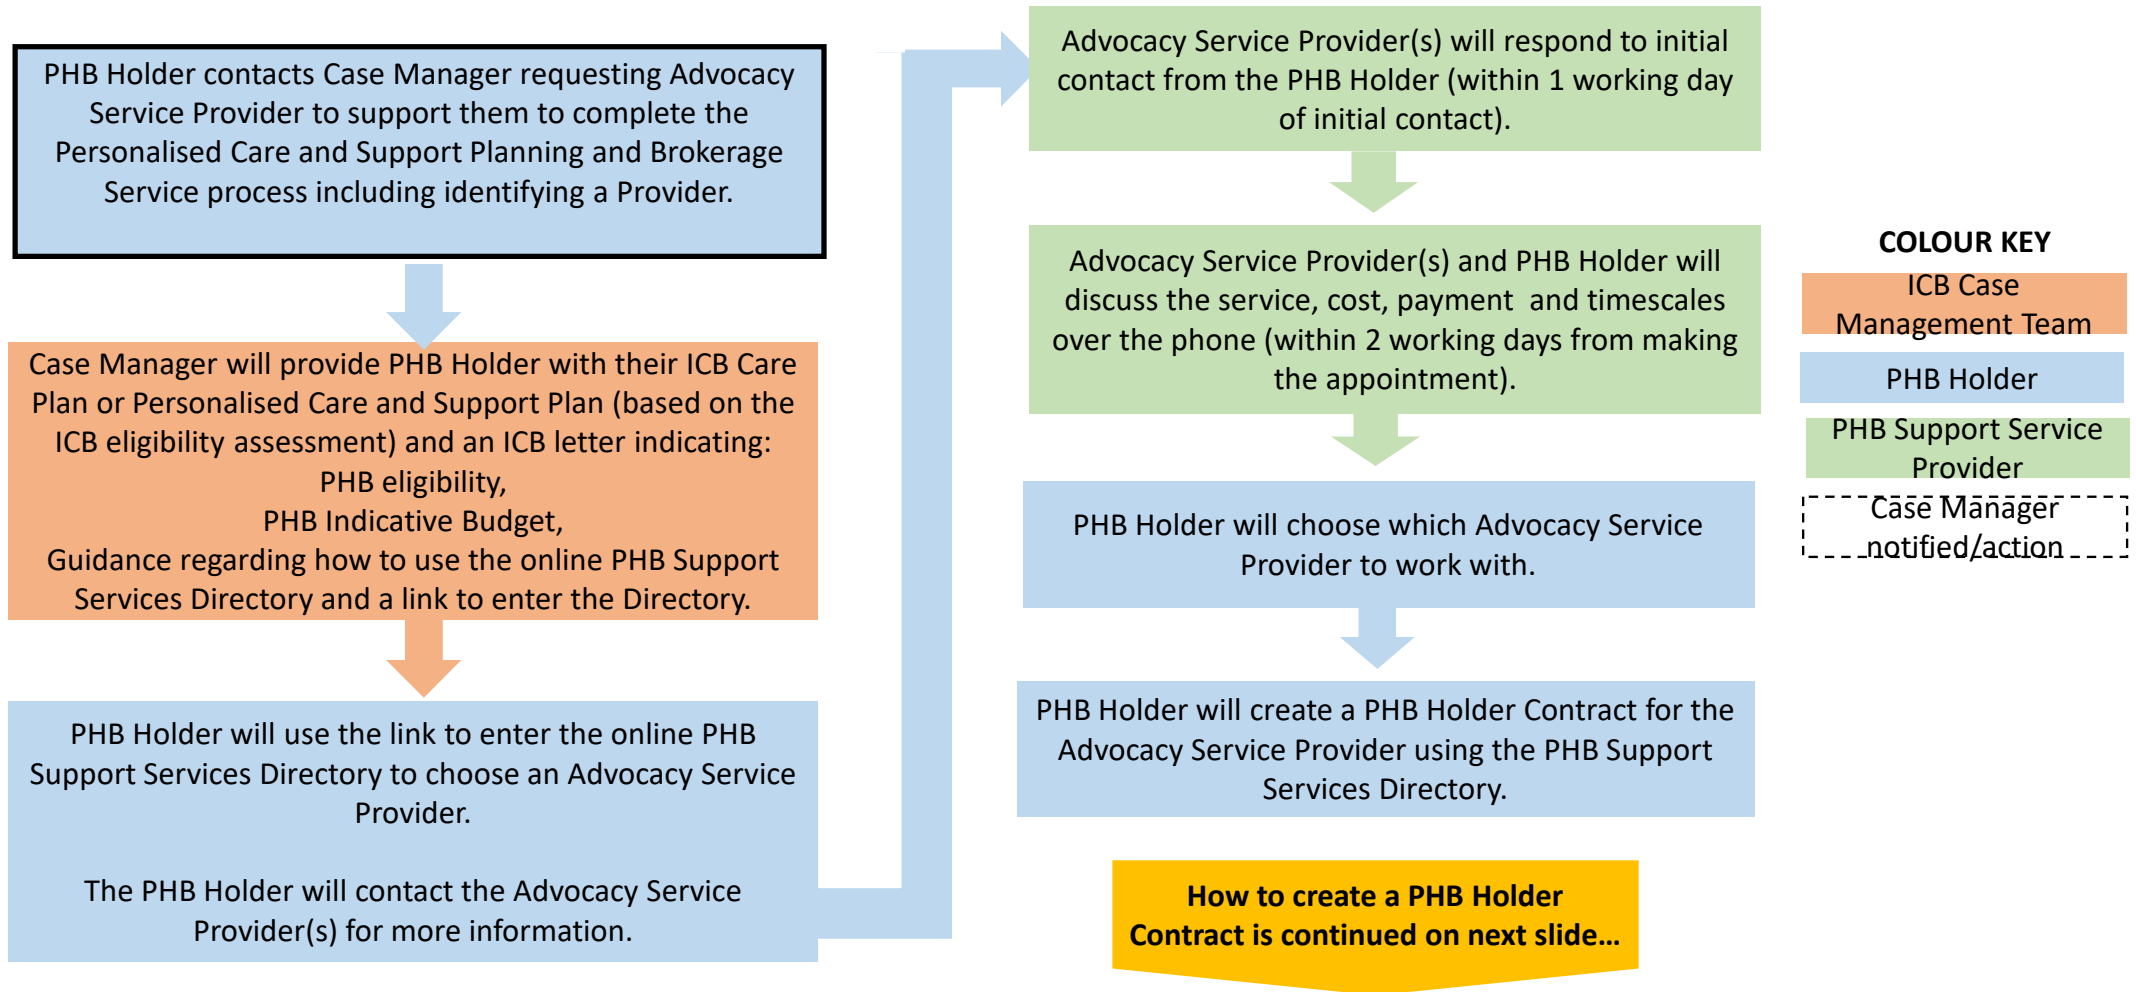 PHB Holder contacts Case Manager requesting Advocacy
Service Provider to support them to complete the
Personalised Care and Support Planning and Brokerage
Service process including identifying a Provider.
Case Manager will provide PHB Holder with their ICB Care
Plan or Personalised Care and Support Plan (based on the
ICB eligibility assessment) and an ICB letter indicating:
PHB eligibility,
PHB Indicative Budget,
Guidance regarding how to use the online PHB Support
Services Directory and a link to enter the Directory.
PHB Holder will use the link to enter the online PHB
Support Services Directory to choose an Advocacy Service
Provider.
The PHB Holder will contact the Advocacy Service
Provider(s) for more information.
Advocacy Service Provider(s) will respond to initial
contact from the PHB Holder (within 1 working day
of initial contact).
Advocacy Service Provider(s) and PHB Holder will
discuss the service, cost, payment  and timescales
over the phone (within 2 working days from making
the appointment).
PHB Holder will choose which Advocacy Service
Provider to work with.
PHB Holder will create a PHB Holder Contract for the
Advocacy Service Provider using the PHB Support
Services Directory.
How to create a PHB Holder
Contract is continued on next slide…
COLOUR KEY
ICB Case
Management Team
PHB Holder
PHB Support Service
Provider
Case Manager
notified/action